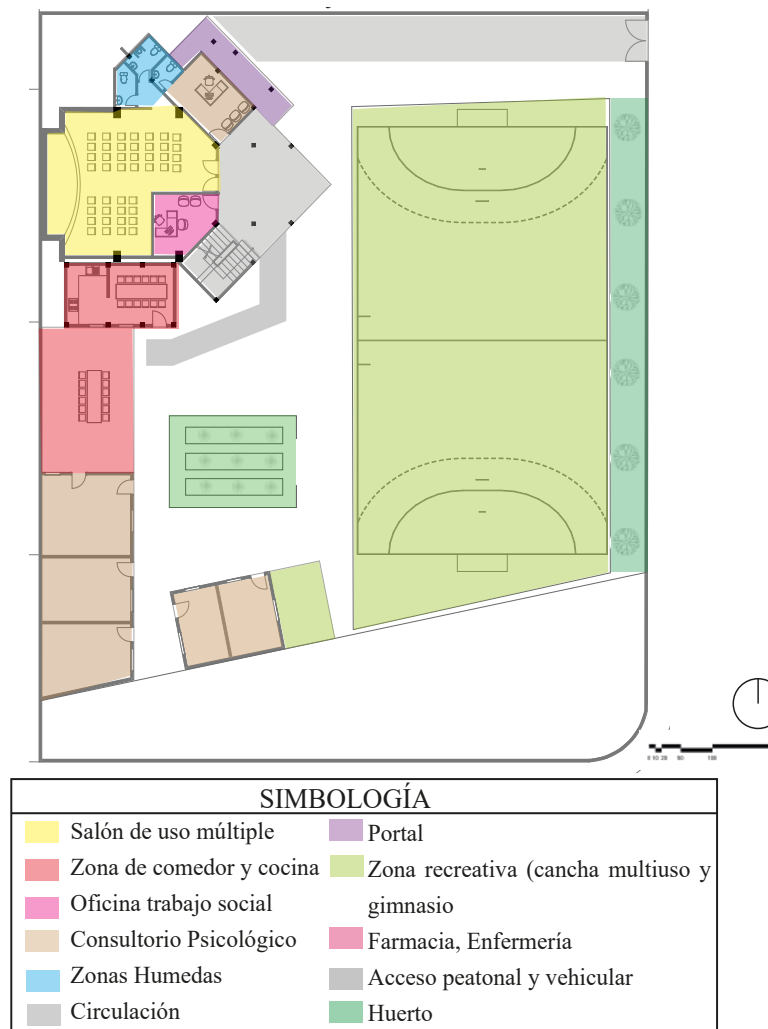 SIMBOLOGÍA
Salón de uso múltiple
Zona de comedor y cocina
Oficina trabajo social
Consultorio Psicológico
Zonas Humedas
Circulación
Portal
Zona recreativa (cancha multiuso y
gimnasio
Farmacia, Enfermería
Acceso peatonal y vehicular
Huerto